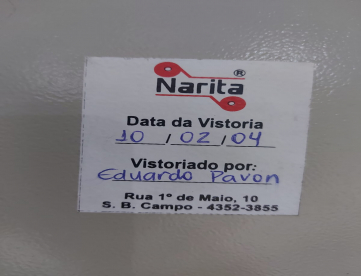 Narita®
Data da Vistoria
10 / 02 / 04
Vistoriado por:
Eduardo Pavon
Rua 1º de Maio, 10
S. B. Campo - 4352-3855